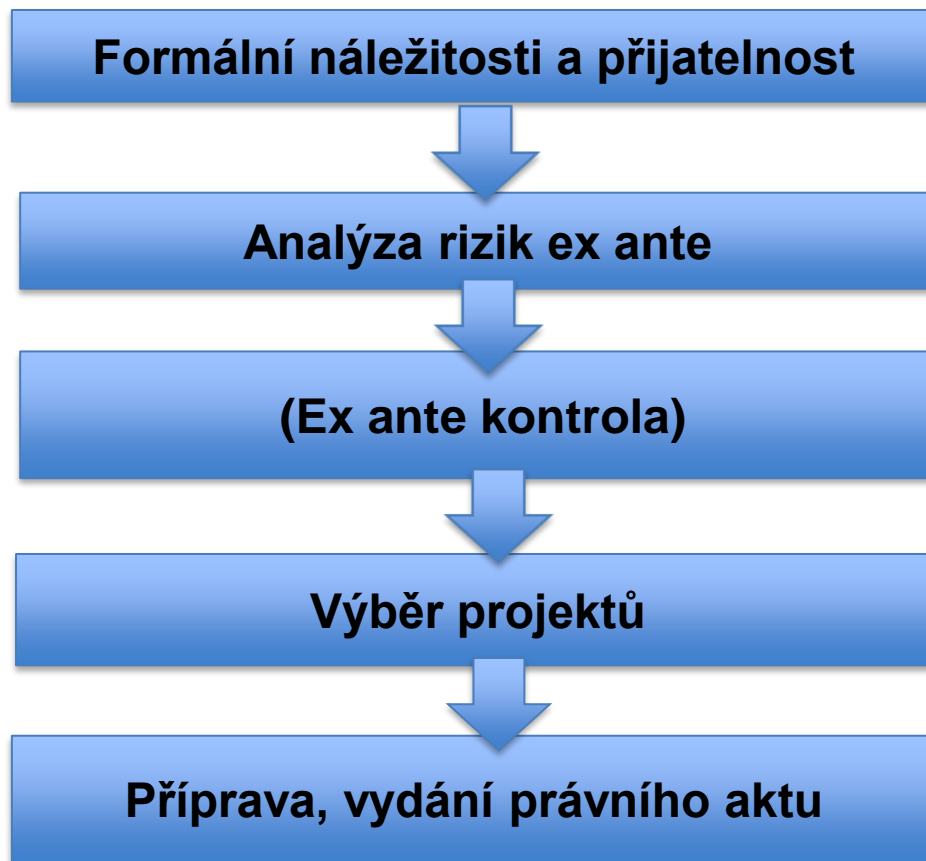 Formální náležitosti a přijatelnost
Analýza rizik ex ante
(Ex ante kontrola)
Výběr projektů
Příprava, vydání právního aktu